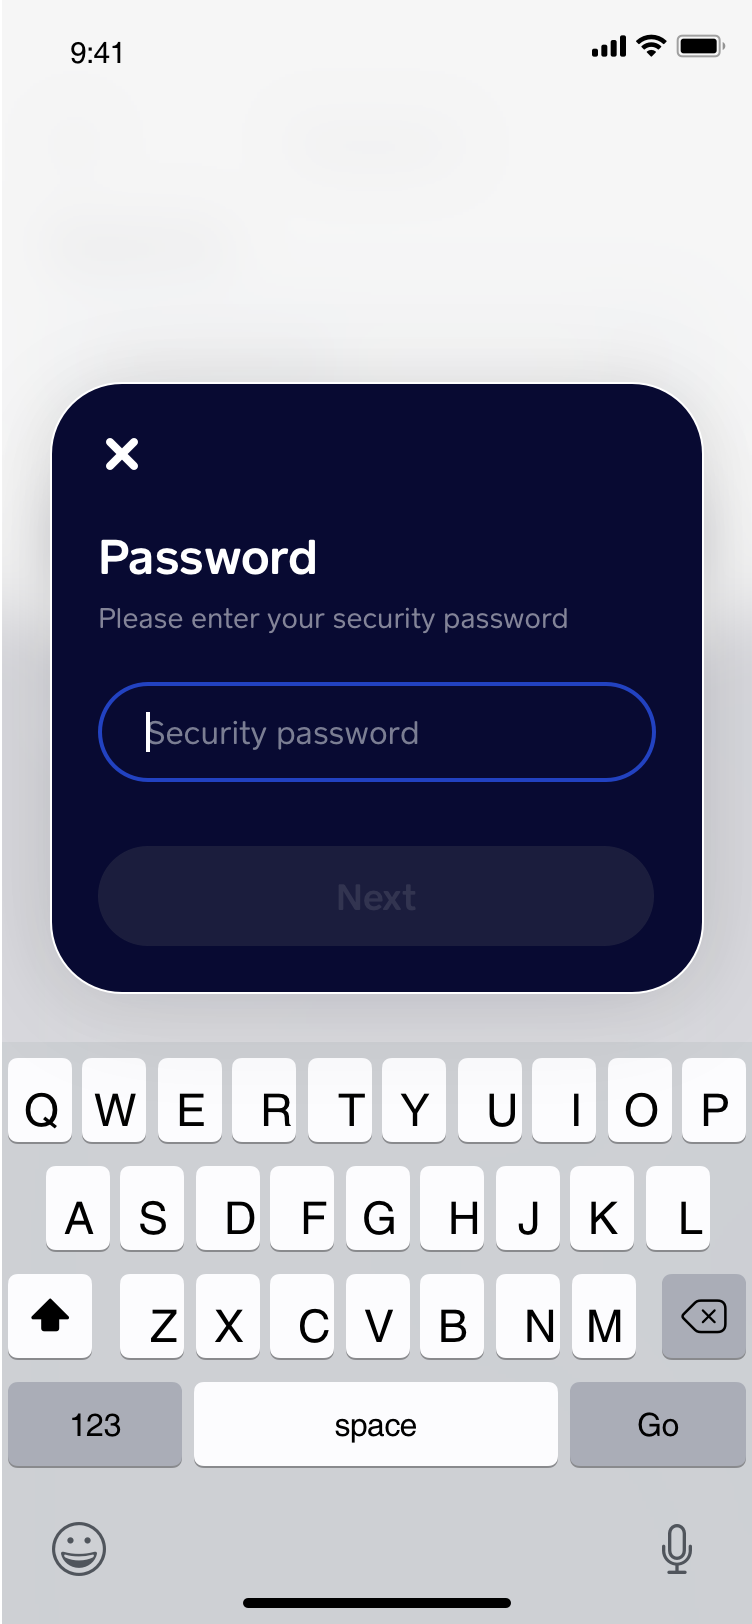 9:41
Password
Please enter your security password
Security password
Next
Q W E R T Y U I O P
A S D F G H J K L
Z X C V B N M
123 space Go